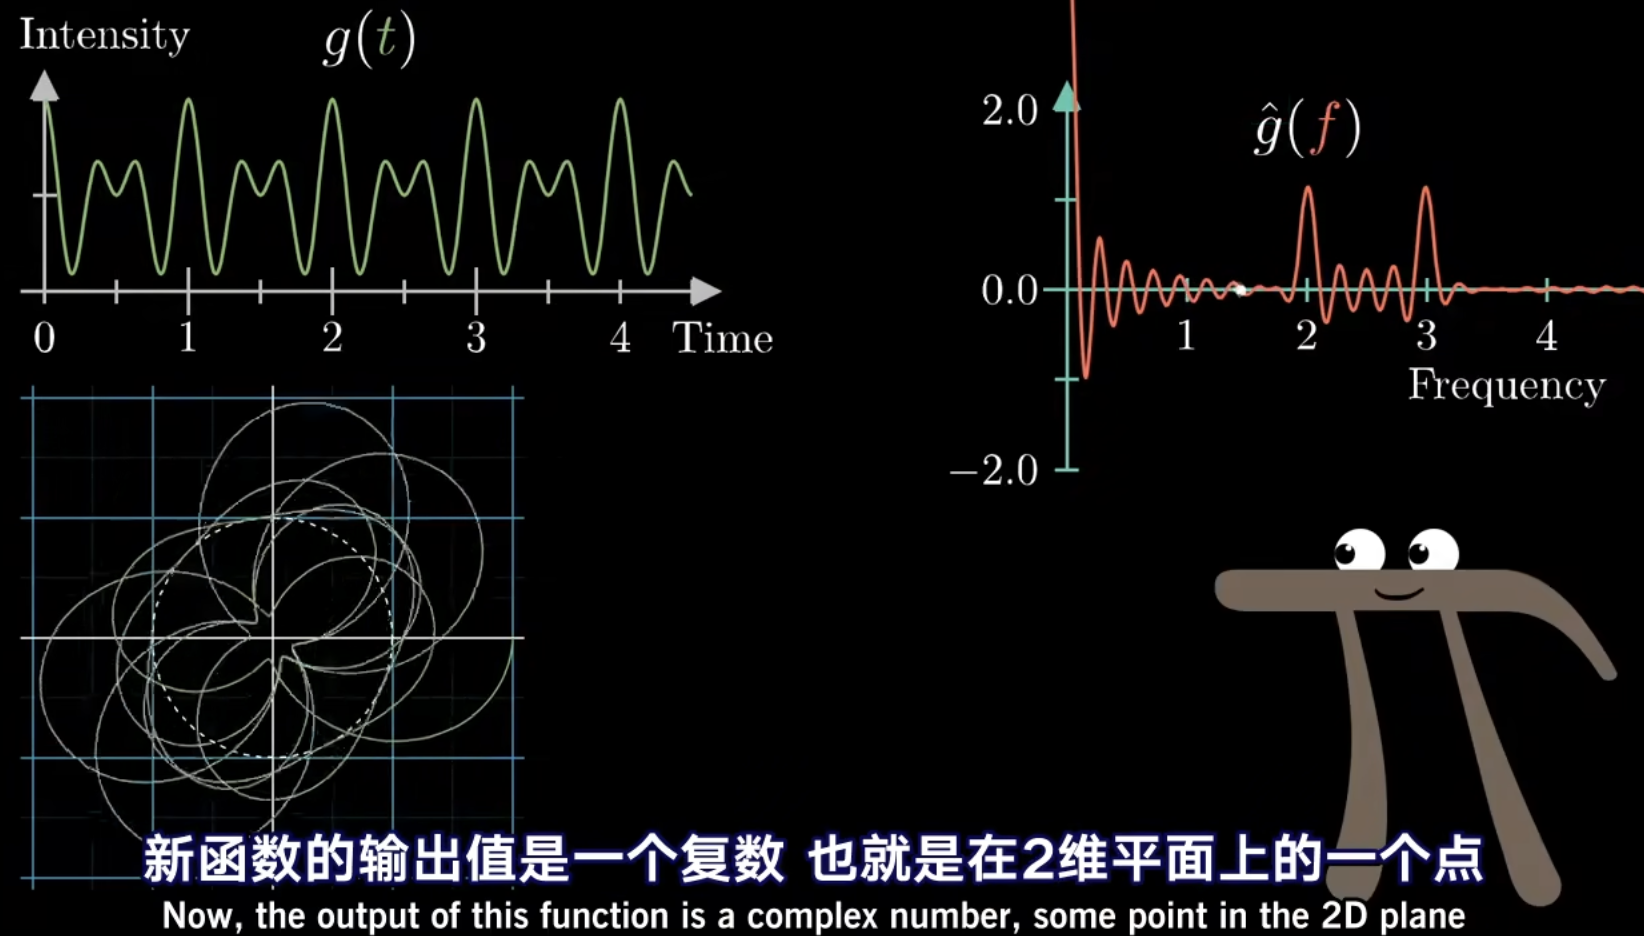 Intensity
g(t)
0 1 2 3 4 Time
2.0
ĝ(f)
0.0
1 2 3 4
Frequency
−2.0
新函数的输出值是一个复数 也就是在2维平面上的一个点
Now, the output of this function is a complex number, some point in the 2D plane